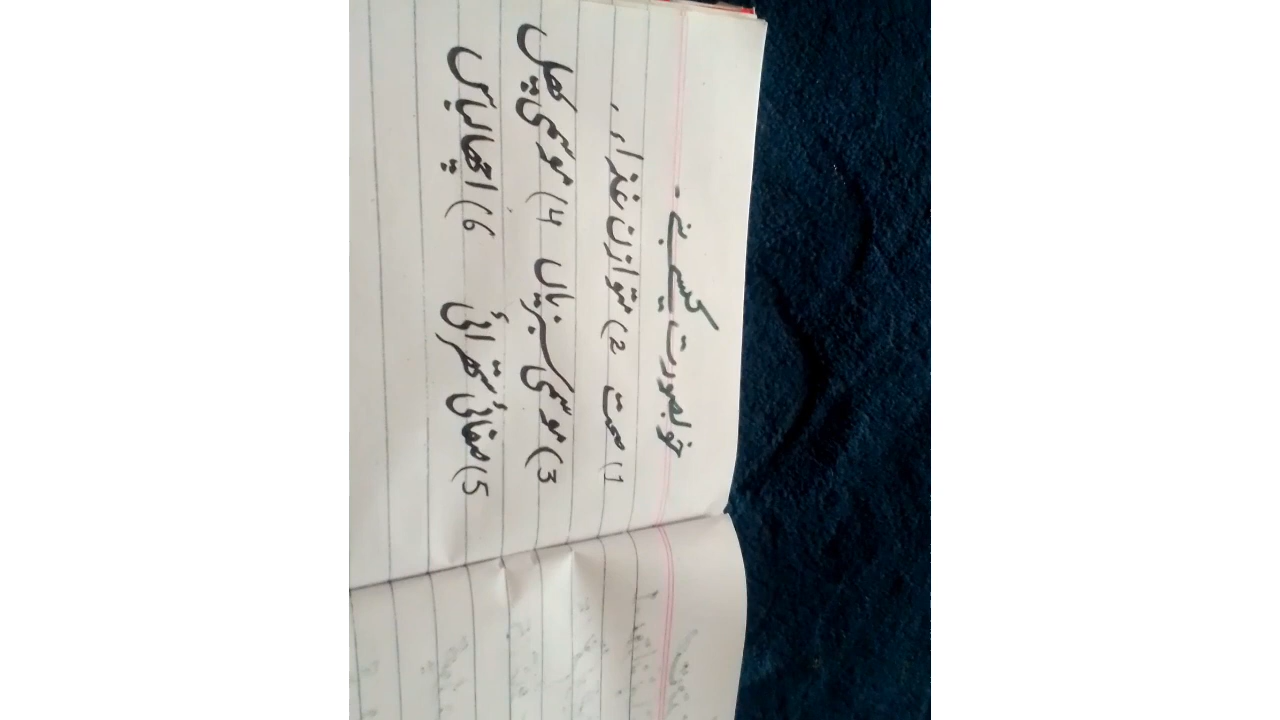 خوبصورت کیسے بنے -
1) صحت 2) متوازن غذا،
3) موسمی سبزیاں 4) موسمی پھل
5) صفائی ستھرائی 6) اچھا لباس